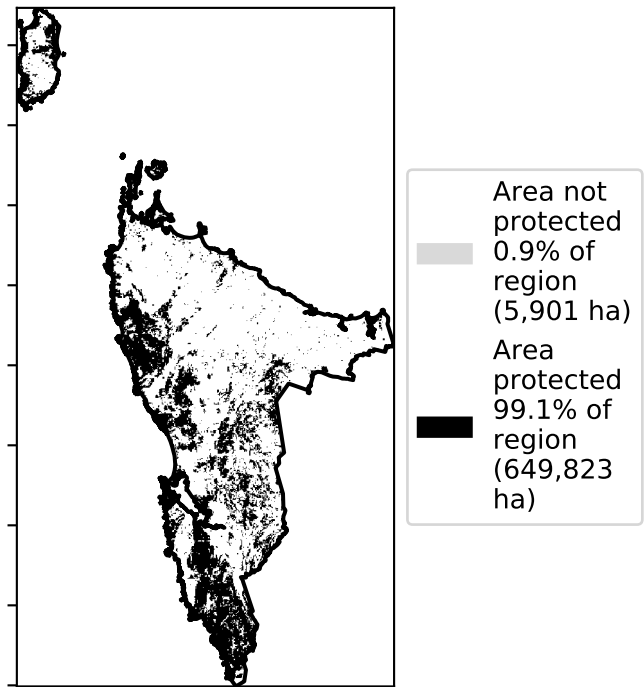 Area not
protected
0.9% of
region
(5,901 ha)
Area
protected
99.1% of
region
(649,823
ha)